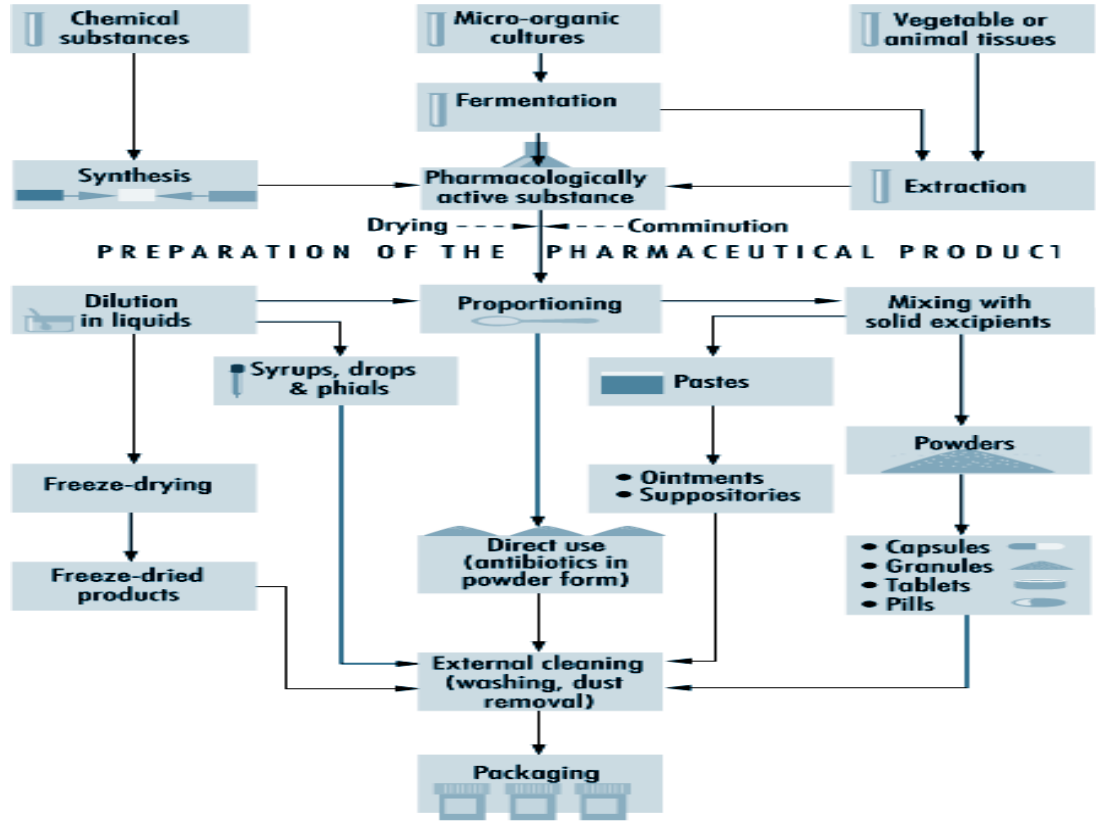 Chemical
substances
Micro-organic
cultures
Vegetable or
animal tissues
Fermentation
Synthesis
Pharmacologically
active substance
Extraction
Drying
Comminution
PREPARATION OF THE PHARMACEUTICAL PRODUCT
Dilution
in liquids
Proportioning
Mixing with
solid excipients
Syrups, drops
& phials
Pastes
Powders
Freeze-drying
• Ointments
• Suppositories
Direct use
(antibiotics in
powder form)
• Capsules
• Granules
• Tablets
• Pills
Freeze-dried
products
External cleaning
(washing, dust
removal)
Packaging